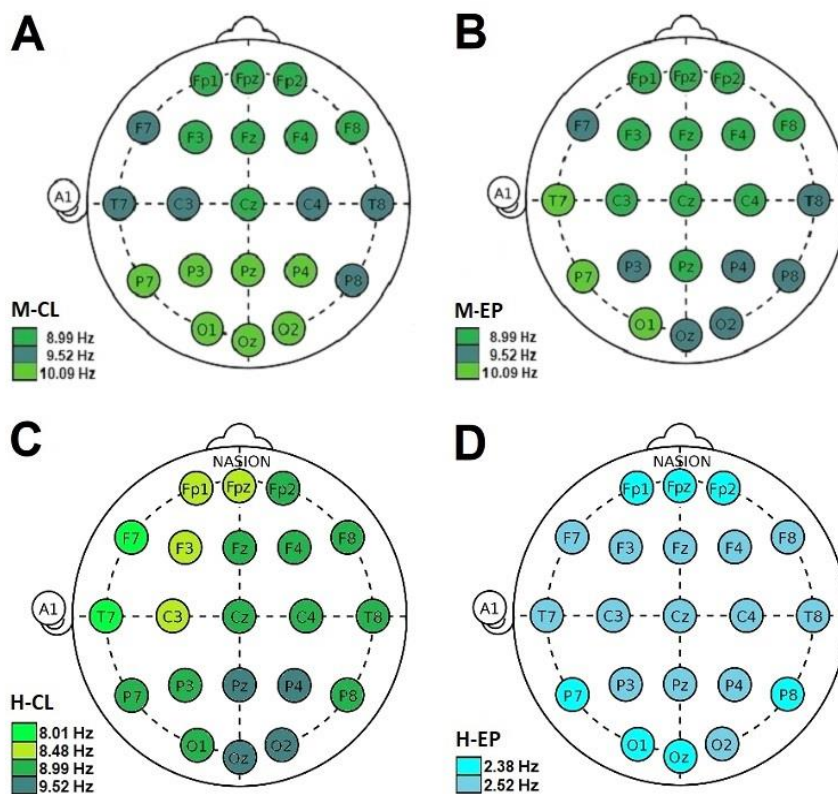 A
Fp1 Fpz Fp2
F7 F3 Fz F4 F8
A1 T7 C3 Cz C4 T8
P7 P3 Pz P4 P8
O1 Oz O2
M-CL
8.99 Hz
9.52 Hz
10.09 Hz
B
Fp1 Fpz Fp2
F7 F3 Fz F4 F8
A1 T7 C3 Cz C4 T8
P7 P3 Pz P4 P8
O1 Oz O2
M-EP
8.99 Hz
9.52 Hz
10.09 Hz
C
NASION
Fp1 Fpz Fp2
F7 F3 Fz F4 F8
A1 T7 C3 Cz C4 T8
P7 P3 Pz P4 P8
O1 Oz O2
H-CL
8.01 Hz
8.48 Hz
8.99 Hz
9.52 Hz
D
NASION
Fp1 Fpz Fp2
F7 F3 Fz F4 F8
A1 T7 C3 Cz C4 T8
P7 P3 Pz P4 P8
O1 Oz O2
H-EP
2.38 Hz
2.52 Hz